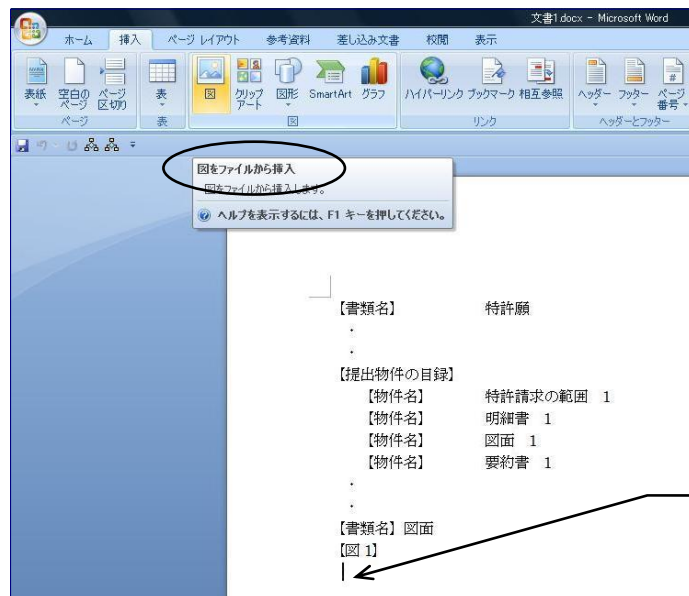 文書1.docx - Microsoft Word
ホーム 挿入 ページ レイアウト 参考資料 差し込み文書 校閲 表示
表紙 空白のページ ページ区切り 表 図 クリップアート 図形 SmartArt グラフ ハイパーリンク ブックマーク 相互参照 ヘッダー フッター ページ番号
ページ 表 図 リンク ヘッダーとフッター
図をファイルから挿入
図をファイルから挿入します。
ヘルプを表示するには、F1 キーを押してください。
【書類名】 特許願
・
・
【提出物件の目録】
【物件名】 特許請求の範囲 1
【物件名】 明細書 1
【物件名】 図面 1
【物件名】 要約書 1
・
・
【書類名】図面
【図 1】